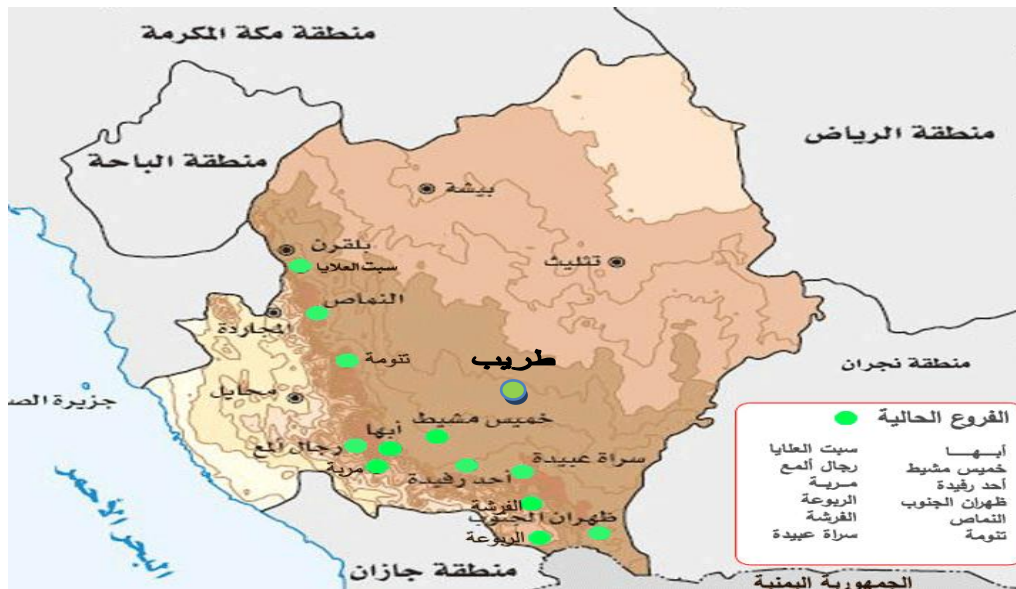 منطقة مكة المكرمة
منطقة الرياض
منطقة الباحة
بيشة
بلقرن
تثليث
سبت العلايا
النماص
المجاردة
طريب
تنومة
منطقة نجران
محايل
جزيرة الص
خميس مشيط
أبها
رجال ألمع
سراة عبيدة
مربة
أحد رفيدة
الفرشة
ظهران الجنوب
الربوعة
البحر الأحمر
منطقة جازان
الجمهورية اليمنية
الفروع الحالية
أبــهــا
سبت العلايا
خميس مشيط
رجال ألمع
أحد رفيدة
مـربـة
ظهران الجنوب
الربوعة
النماص
الفرشة
تنومة
سراة عبيدة